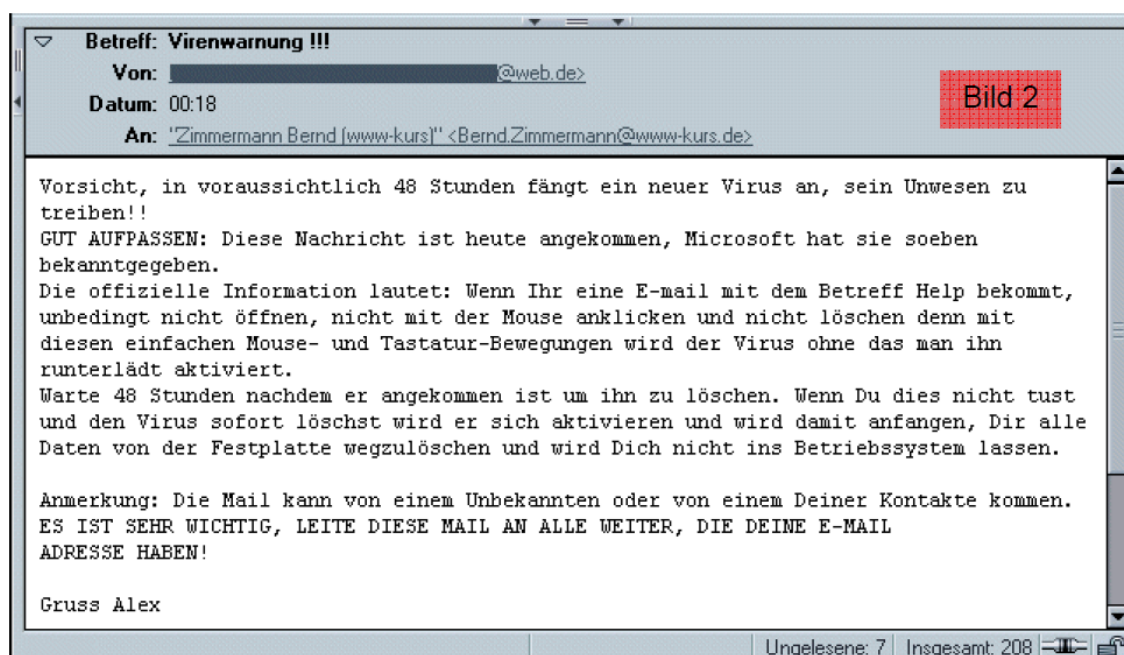 Betreff: Virenwarnung !!!
Von: @web.de>
Datum: 00:18
Bild 2
An: "Zimmermann Bernd (www-kurs)" <Bernd.Zimmermann@www-kurs.de>
Vorsicht, in voraussichtlich 48 Stunden fängt ein neuer Virus an, sein Unwesen zu
treiben!!
GUT AUFPASSEN: Diese Nachricht ist heute angekommen, Microsoft hat sie soeben
bekanntgegeben.
Die offizielle Information lautet: Wenn Ihr eine E-mail mit dem Betreff Help bekommt,
unbedingt nicht öffnen, nicht mit der Mouse anklicken und nicht löschen denn mit
diesen einfachen Mouse- und Tastatur-Bewegungen wird der Virus ohne das man ihn
runterlädt aktiviert.
Warte 48 Stunden nachdem er angekommen ist um ihn zu löschen. Wenn Du dies nicht tust
und den Virus sofort löschst wird er sich aktivieren und wird damit anfangen, Dir alle
Daten von der Festplatte wegzulöschen und wird Dich nicht ins Betriebssystem lassen.
Anmerkung: Die Mail kann von einem Unbekannten oder von einem Deiner Kontakte kommen.
ES IST SEHR WICHTIG, LEITE DIESE MAIL AN ALLE WEITER, DIE DEINE E-MAIL
ADRESSE HABEN!
Gruss Alex
Ungelesene: 7 Insgesamt: 208